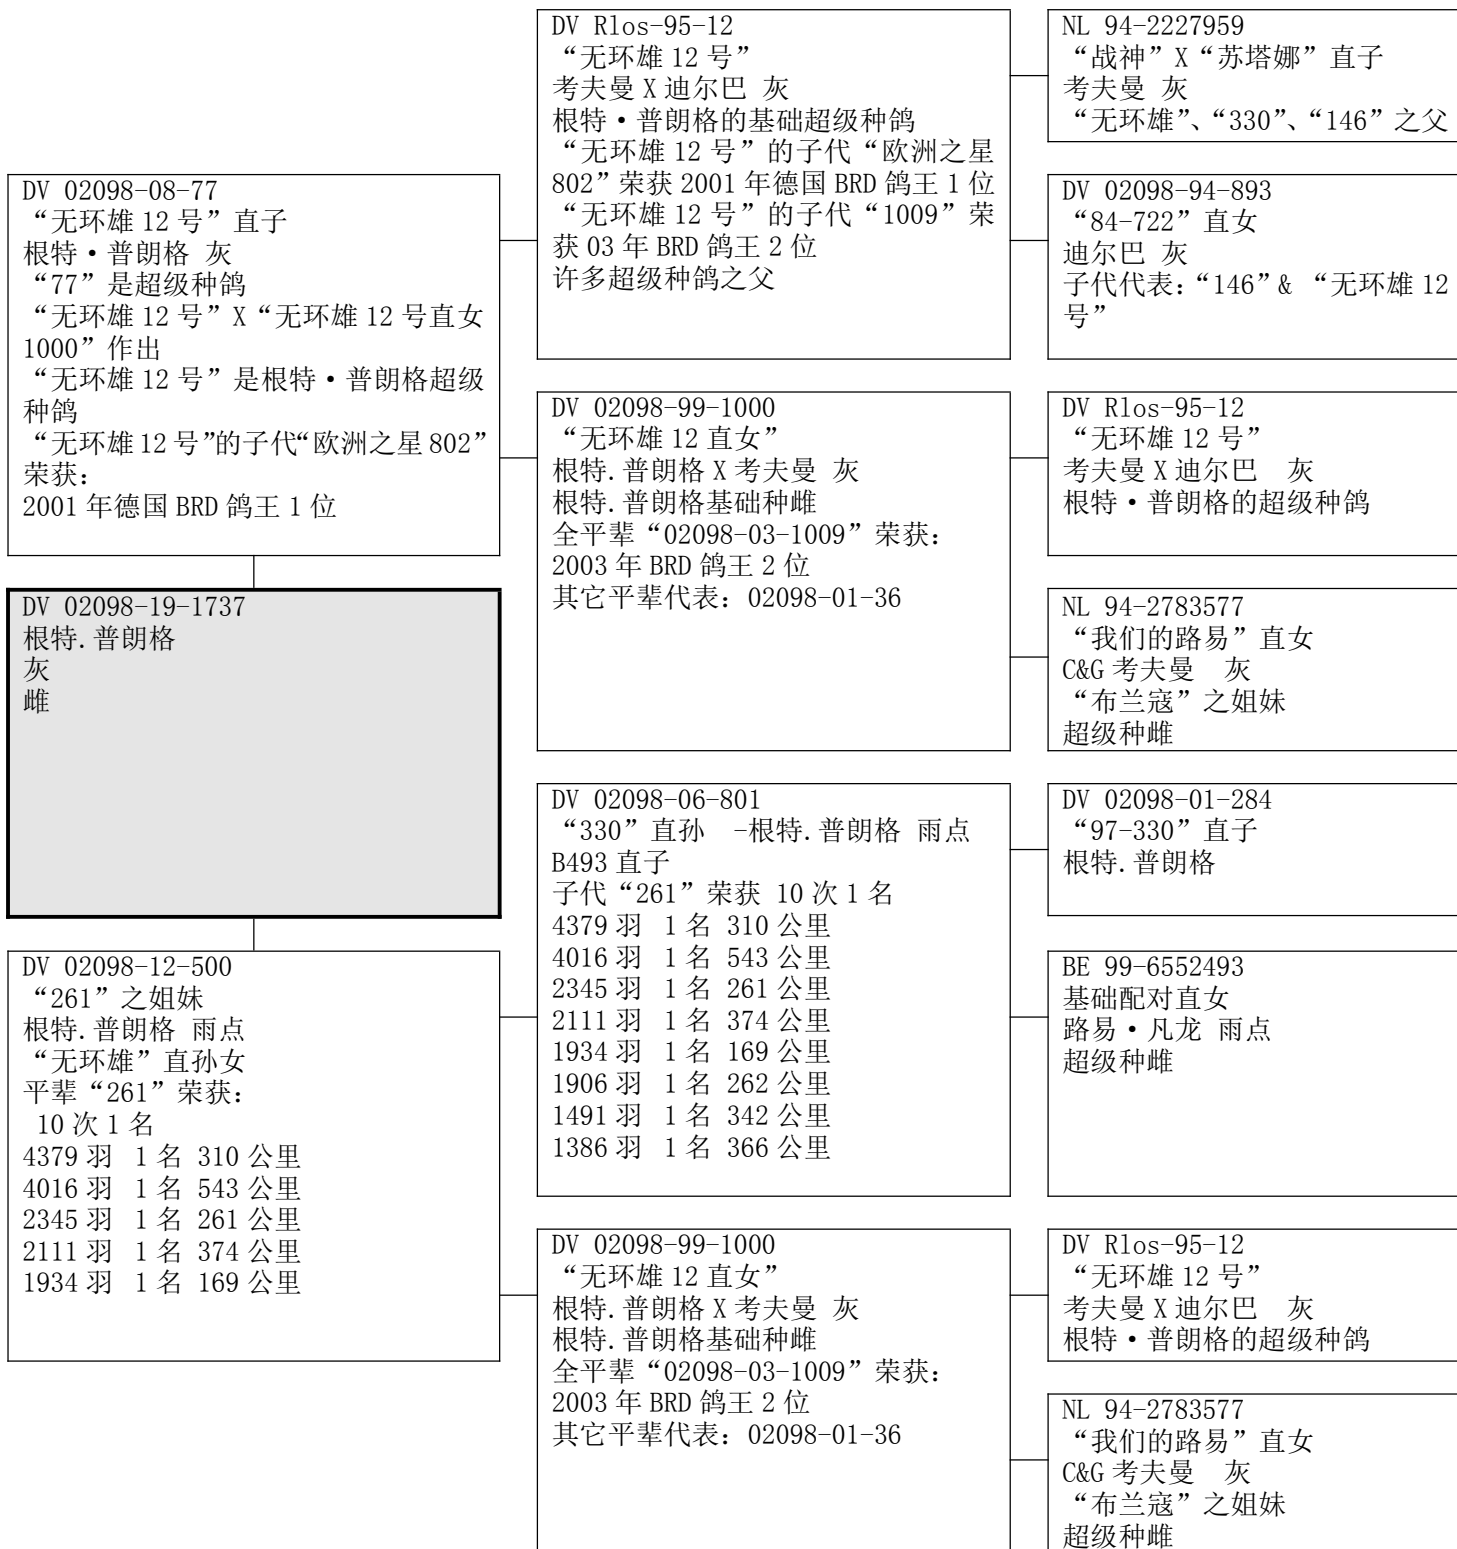 DV 02098-08-77
“无环雄 12 号”直子
根特·普朗格 灰
“77”是超级种鸽
“无环雄 12 号”X“无环雄 12 号直女
1000”作出
“无环雄 12 号”是根特·普朗格超级
种鸽
“无环雄 12 号”的子代“欧洲之星 802”
荣获：
2001 年德国 BRD 鸽王 1 位
DV 02098-19-1737
根特.普朗格
灰
雌
DV 02098-12-500
“261”之姐妹
根特.普朗格 雨点
“无环雄”直孙女
平辈“261”荣获：
10 次 1 名
4379 羽 1 名 310 公里
4016 羽 1 名 543 公里
2345 羽 1 名 261 公里
2111 羽 1 名 374 公里
1934 羽 1 名 169 公里
DV Rlos-95-12
“无环雄 12 号”
考夫曼 X 迪尔巴 灰
根特·普朗格的基础超级种鸽
“无环雄 12 号”的子代“欧洲之星
802”荣获 2001 年德国 BRD 鸽王 1 位
“无环雄 12 号”的子代“1009”荣
获 03 年 BRD 鸽王 2 位
许多超级种鸽之父
DV 02098-99-1000
“无环雄 12 直女”
根特.普朗格 X 考夫曼 灰
根特.普朗格基础种雌
全平辈“02098-03-1009”荣获：
2003 年 BRD 鸽王 2 位
其它平辈代表：02098-01-36
DV 02098-06-801
“330”直孙 -根特.普朗格 雨点
B493 直子
子代“261”荣获 10 次 1 名
4379 羽 1 名 310 公里
4016 羽 1 名 543 公里
2345 羽 1 名 261 公里
2111 羽 1 名 374 公里
1934 羽 1 名 169 公里
1906 羽 1 名 262 公里
1491 羽 1 名 342 公里
1386 羽 1 名 366 公里
DV 02098-99-1000
“无环雄 12 直女”
根特.普朗格 X 考夫曼 灰
根特.普朗格基础种雌
全平辈“02098-03-1009”荣获：
2003 年 BRD 鸽王 2 位
其它平辈代表：02098-01-36
NL 94-2227959
“战神”X“苏塔娜”直子
考夫曼 灰
“无环雄”、“330”、“146”之父
DV 02098-94-893
“84-722”直女
迪尔巴 灰
子代代表：“146”& “无环雄 12
号”
DV Rlos-95-12
“无环雄 12 号”
考夫曼 X 迪尔巴 灰
根特·普朗格的超级种鸽
NL 94-2783577
“我们的路易”直女
C&G 考夫曼 灰
“布兰寇”之姐妹
超级种雌
DV 02098-01-284
“97-330”直子
根特.普朗格
BE 99-6552493
基础配对直女
路易·凡龙 雨点
超级种雌
DV Rlos-95-12
“无环雄 12 号”
考夫曼 X 迪尔巴 灰
根特·普朗格的超级种鸽
NL 94-2783577
“我们的路易”直女
C&G 考夫曼 灰
“布兰寇”之姐妹
超级种雌